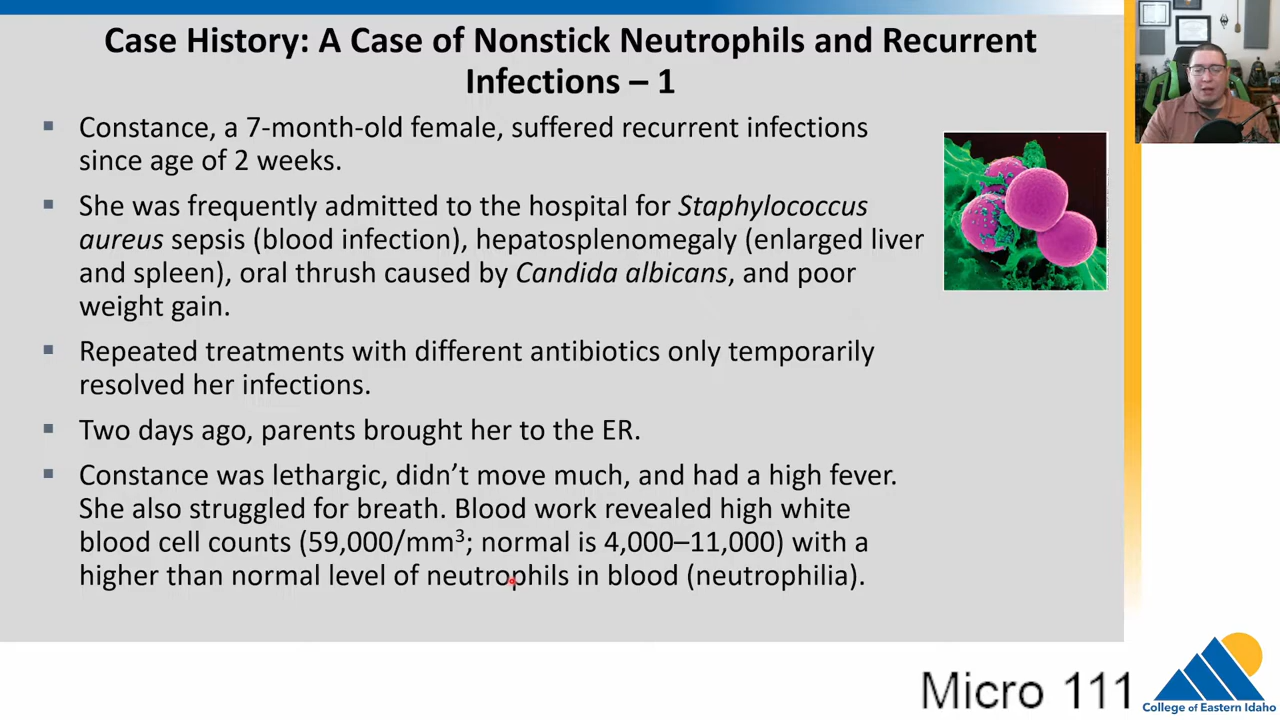 Case History: A Case of Nonstick Neutrophils and Recurrent
Infections – 1
▪ Constance, a 7-month-old female, suffered recurrent infections
since age of 2 weeks.
▪ She was frequently admitted to the hospital for Staphylococcus
aureus sepsis (blood infection), hepatosplenomegaly (enlarged liver
and spleen), oral thrush caused by Candida albicans, and poor
weight gain.
▪ Repeated treatments with different antibiotics only temporarily
resolved her infections.
▪ Two days ago, parents brought her to the ER.
▪ Constance was lethargic, didn’t move much, and had a high fever.
She also struggled for breath. Blood work revealed high white
blood cell counts (59,000/mm³; normal is 4,000–11,000) with a
higher than normal level of neutrophils in blood (neutrophilia).
Micro 111
College of Eastern Idaho